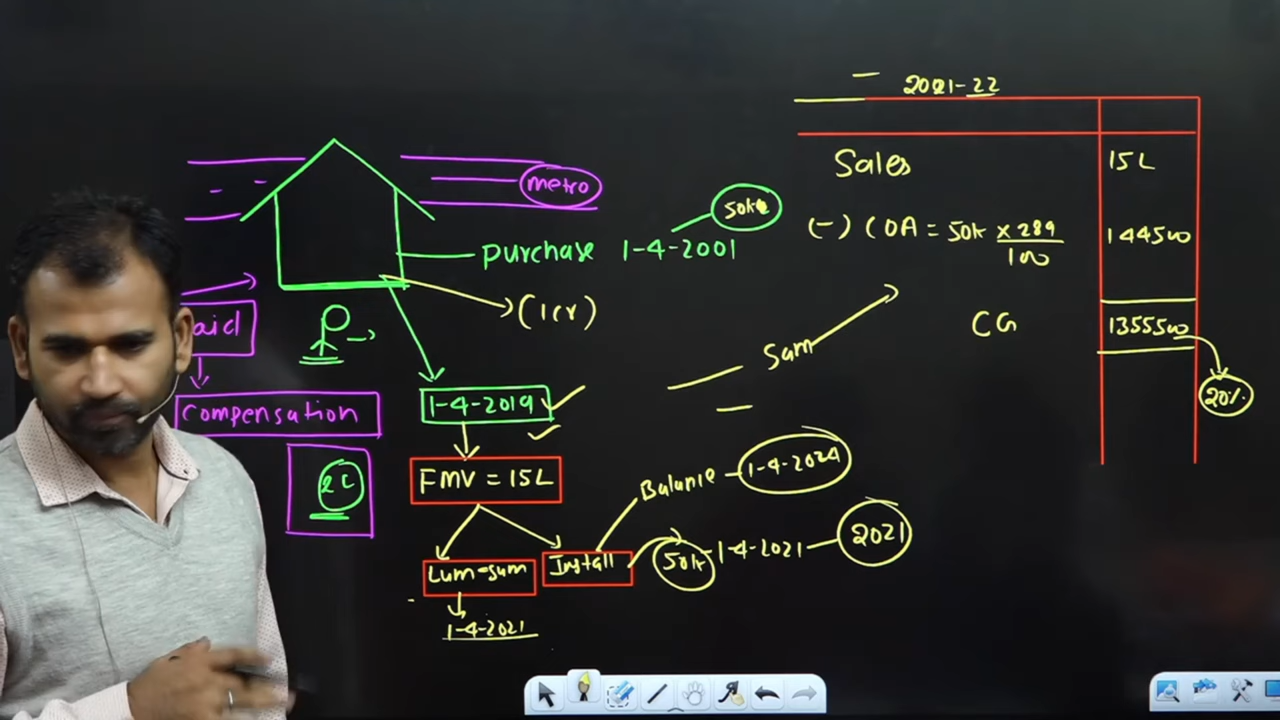 2021-22
Sales 15L
(-) COA = 50k × 289 / 100 144500
CG 1355500
20%
metro
50k
purchase 1-4-2001
(1cr)
aid
compensation
2C
1-4-2019
Sam
FMV = 15L
Balance - 1-4-2024
Lum-sum
Install
50k - 1-4-2021 - 2021
1-4-2021